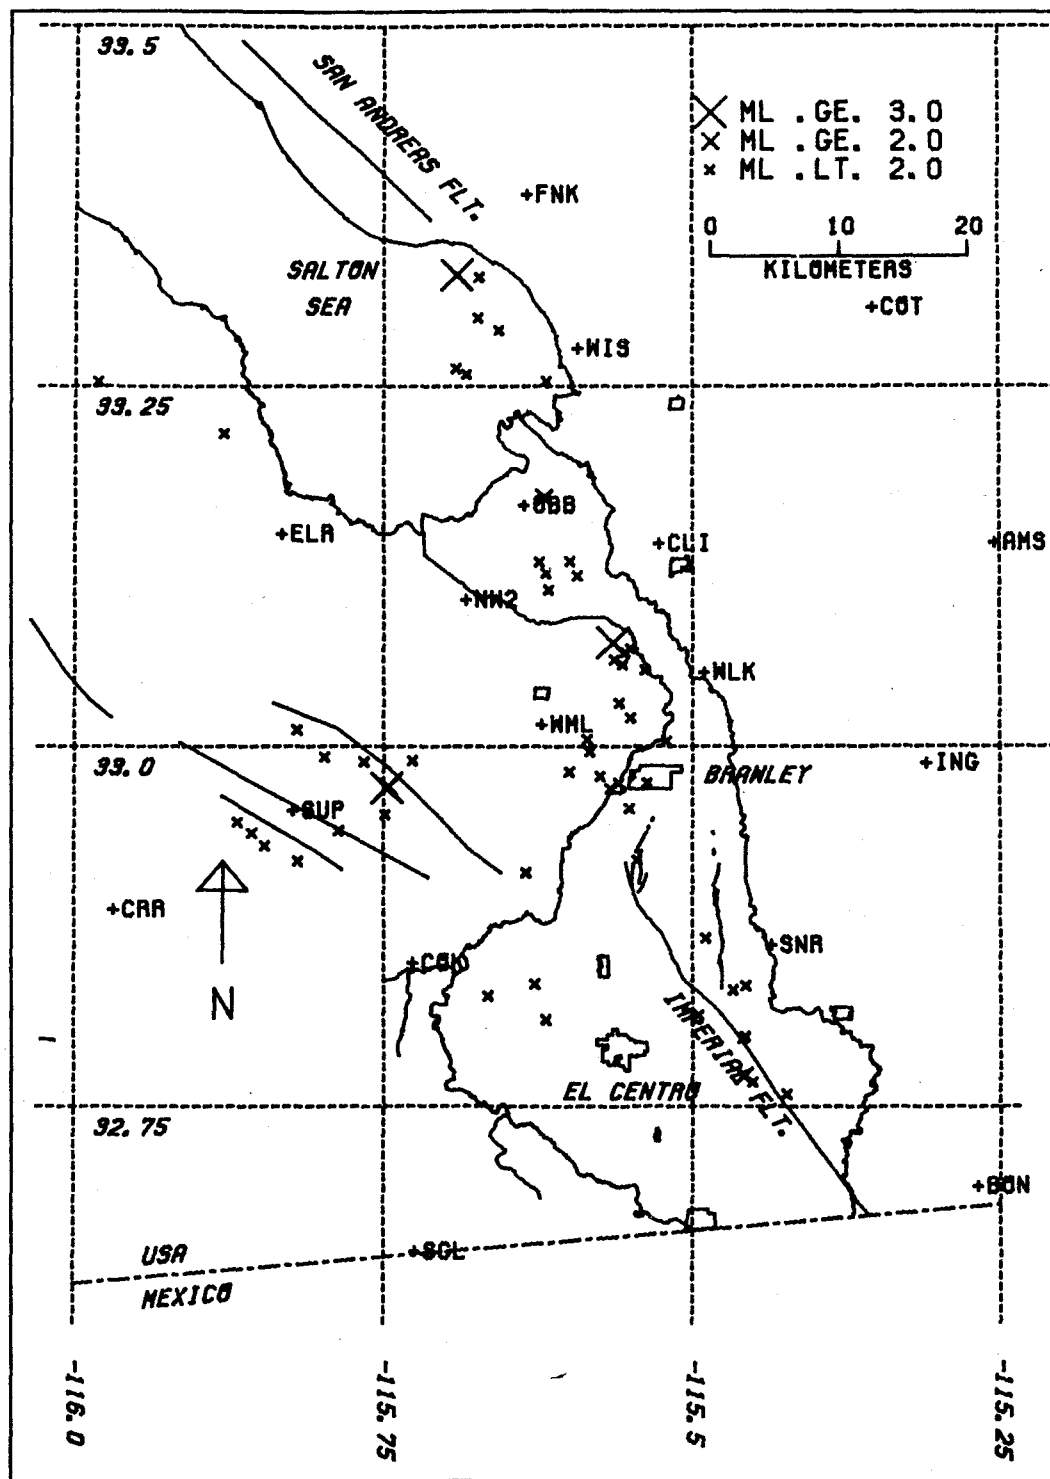 33.5
SAN ANDREAS FLT.
ML .GE. 3.0
ML .GE. 2.0
ML .LT. 2.0
+FNK
0 10 20
KILOMETERS
SALTON
SEA
+COT
+WIS
33.25
+OBB
+ELR
+CLI
+AMS
+NW2
+WLK
+WML
33.0
BRAWLEY
+ING
+SUP
+CRR
+SNR
+COK
N
IMPERIAL FLT.
EL CENTRO
32.75
+BON
+SGL
USA
MEXICO
-116.0
-115.75
-115.5
-115.25